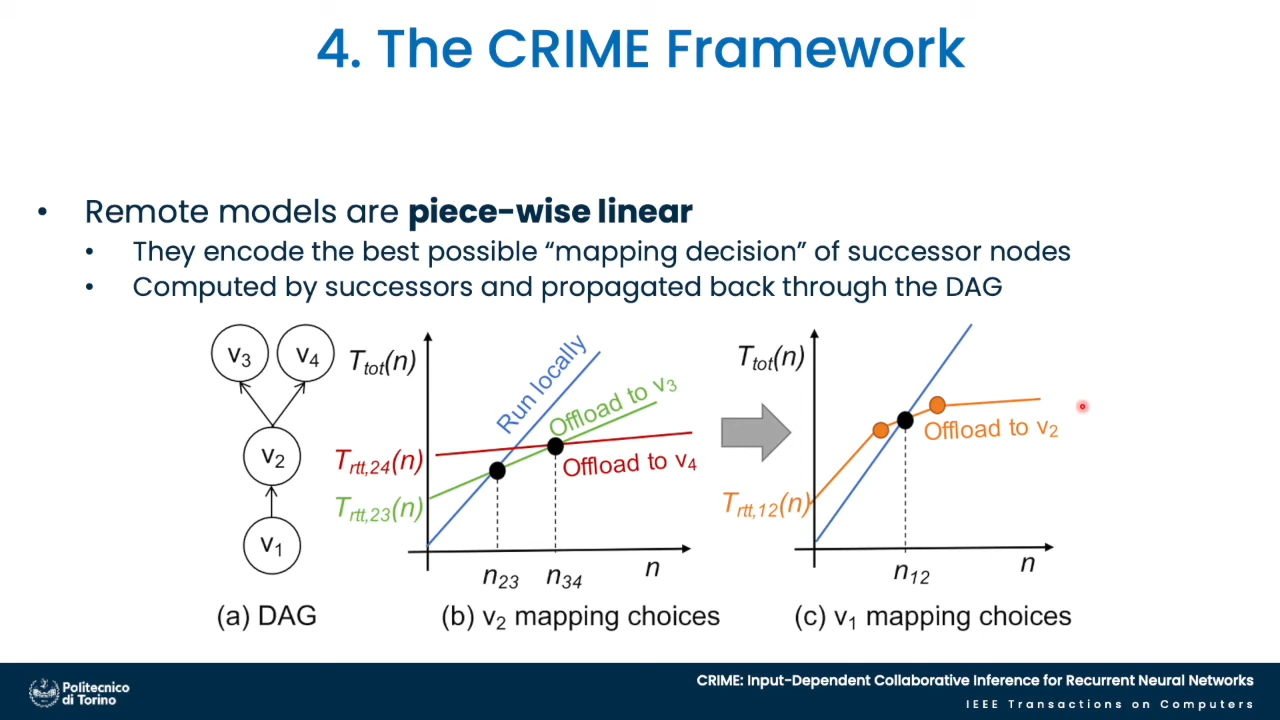 4. The CRIME Framework
• Remote models are piece-wise linear
• They encode the best possible “mapping decision” of successor nodes
• Computed by successors and propagated back through the DAG
v3
v4
v2
v1
(a) DAG
Ttot(n)
Run locally
Offload to v3
Trtt,24(n)
Offload to v4
Trtt,23(n)
n23
n34
n
(b) v2 mapping choices
Ttot(n)
Offload to v2
Trtt,12(n)
n12
n
(c) v1 mapping choices
Politecnico
di Torino
CRIME: Input-Dependent Collaborative Inference for Recurrent Neural Networks
IEEE Transactions on Computers